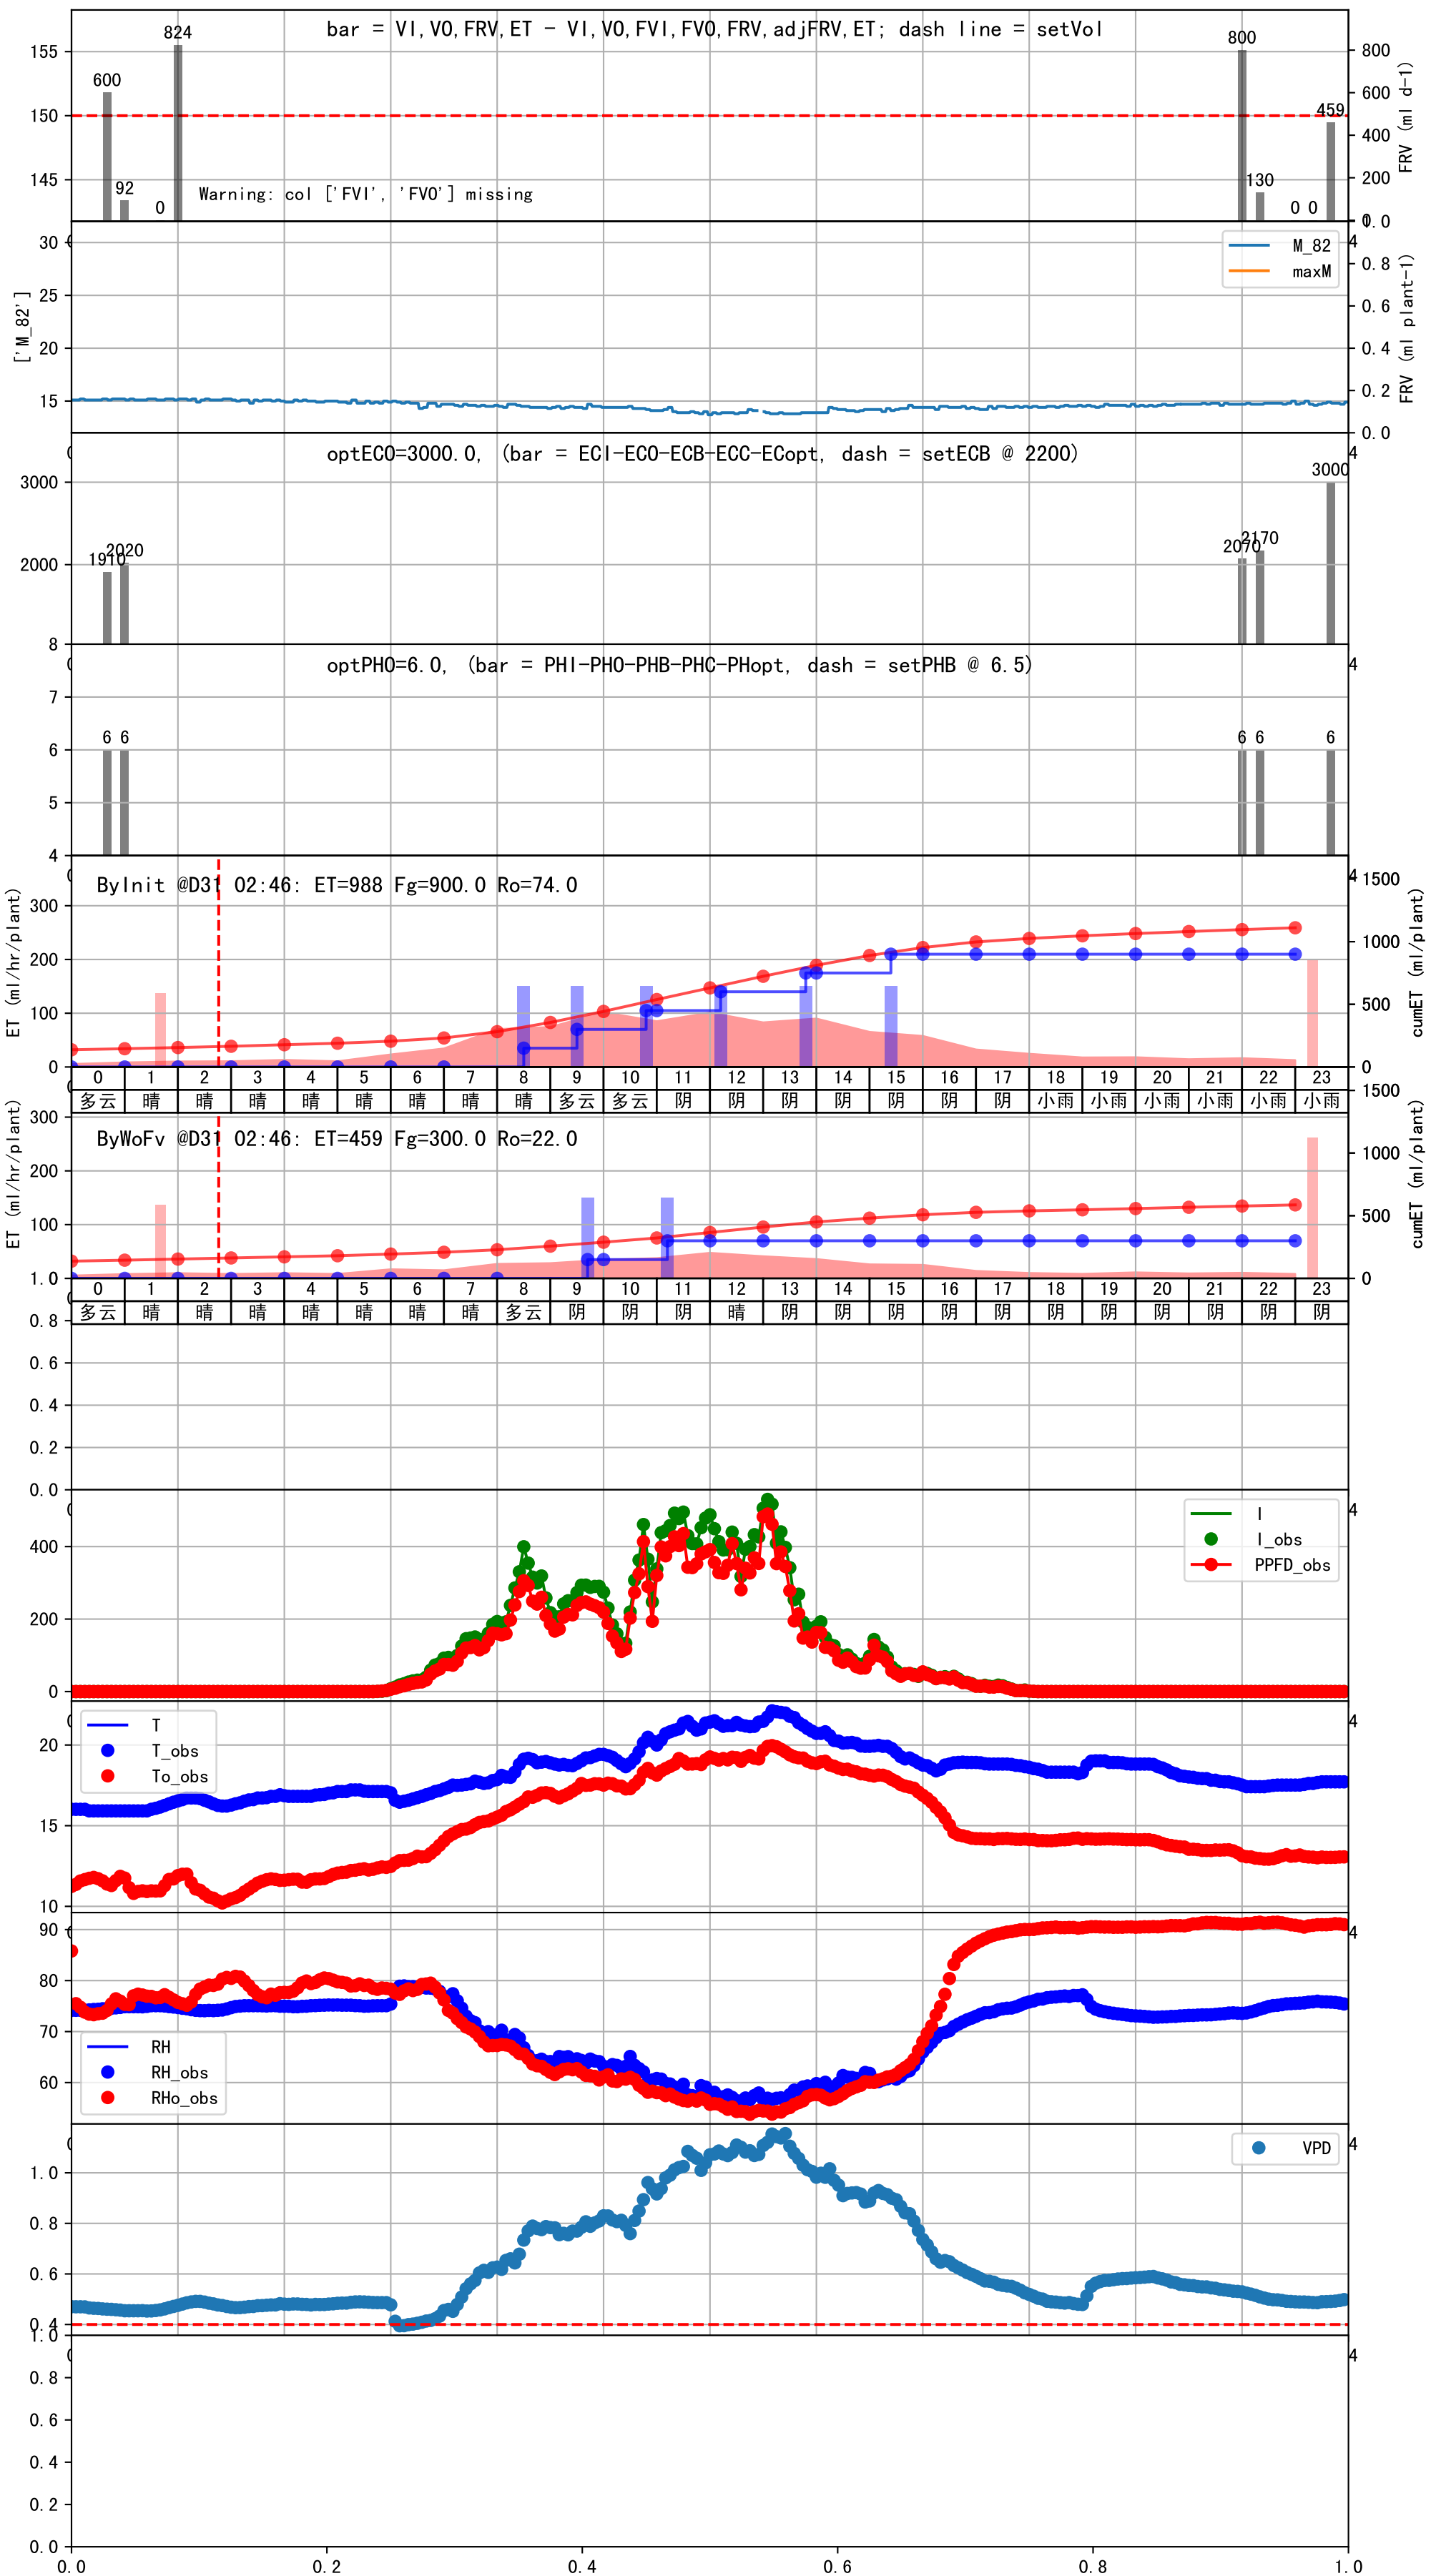 bar = VI,VO,FRV,ET - VI,VO,FVI,FVO,FRV,adjFRV,ET; dash line = setVol
155
150
145
600
92
0
824
800
130
0
0
459
Warning: col ['FVI', 'FVO'] missing
800
600
400
200
0
FRV (ml d-1)
1.0
0.8
0.6
0.4
0.2
0.0
FRV (ml plant-1)
['M_82']
30
25
20
15
M_82
maxM
optECO=3000.0, (bar = ECI-ECO-ECB-ECC-ECopt, dash = setECB @ 2200)
3000
2000
1910
2020
2070
2170
3000
optPHO=6.0, (bar = PHI-PHO-PHB-PHC-PHopt, dash = setPHB @ 6.5)
8
7
6
5
4
6
6
6
6
6
ByInit @D31 02:46: ET=988 Fg=900.0 Ro=74.0
ET (ml/hr/plant)
300
200
100
0
1500
1000
500
0
cumET (ml/plant)
0 1 2 3 4 5 6 7 8 9 10 11 12 13 14 15 16 17 18 19 20 21 22 23
多云 晴 晴 晴 晴 晴 晴 晴 晴 多云 多云 阴 阴 阴 阴 阴 阴 阴 小雨 小雨 小雨 小雨 小雨 小雨
ByWoFv @D31 02:46: ET=459 Fg=300.0 Ro=22.0
ET (ml/hr/plant)
300
200
100
1500
1000
500
0
cumET (ml/plant)
0 1 2 3 4 5 6 7 8 9 10 11 12 13 14 15 16 17 18 19 20 21 22 23
多云 晴 晴 晴 晴 晴 晴 晴 多云 阴 阴 阴 晴 阴 阴 阴 阴 阴 阴 阴 阴 阴 阴 阴
1.0
0.8
0.6
0.4
0.2
0.0
400
200
0
I
I_obs
PPFD_obs
20
15
10
T
T_obs
To_obs
90
80
70
60
RH
RH_obs
RHo_obs
1.0
0.8
0.6
0.4
VPD
1.0
0.8
0.6
0.4
0.2
0.0
0.0 0.2 0.4 0.6 0.8 1.0